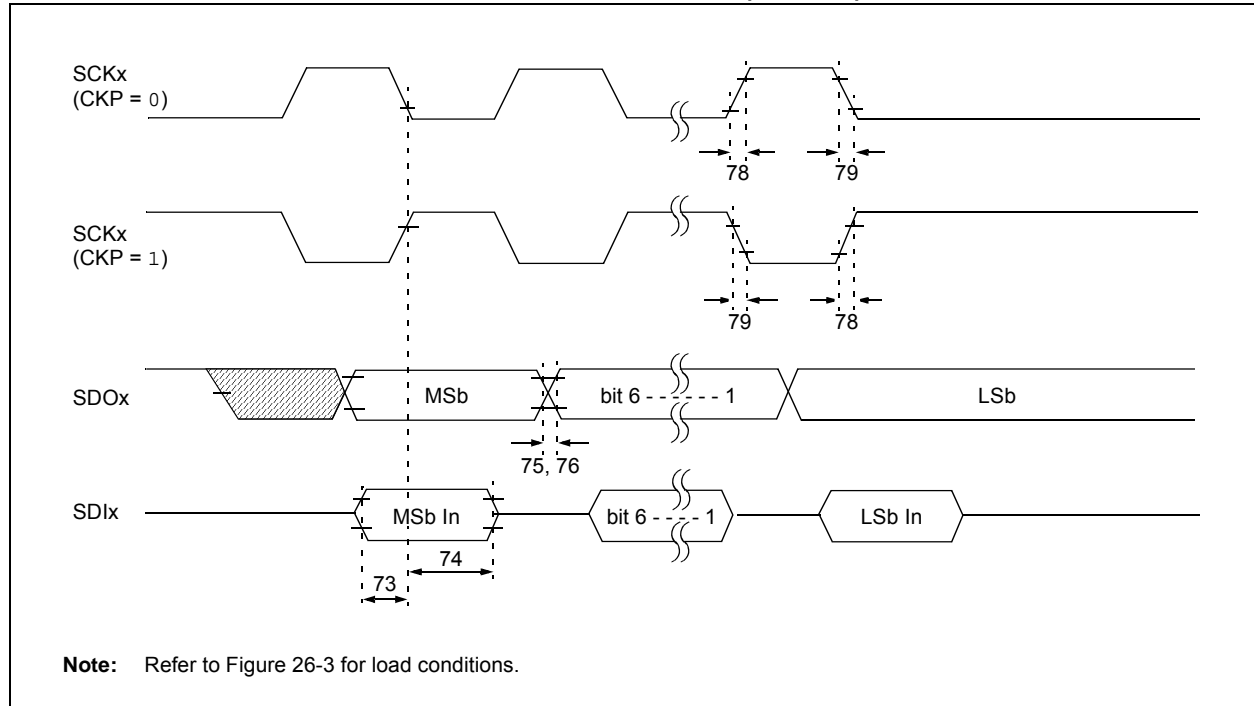 SCKx
(CKP = 0)
78
79
SCKx
(CKP = 1)
79
78
SDOx
MSb
bit 6 - - - - - - 1
LSb
75, 76
SDIx
MSb In
bit 6 - - - - 1
LSb In
74
73
Note: Refer to Figure 26-3 for load conditions.